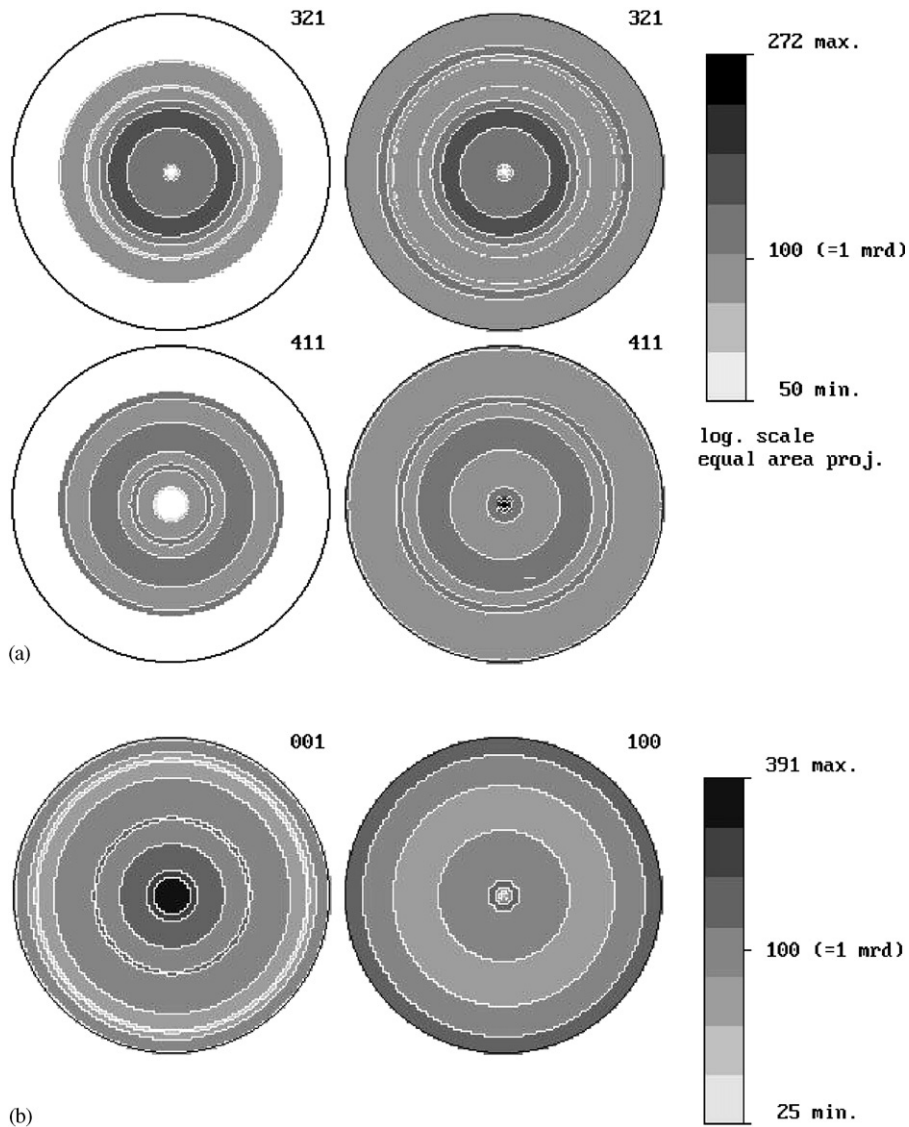 321
321
272 max.
100 (=1 mrd)
50 min.
log. scale
equal area proj.
411
411
(a)
001
100
391 max.
100 (=1 mrd)
25 min.
(b)